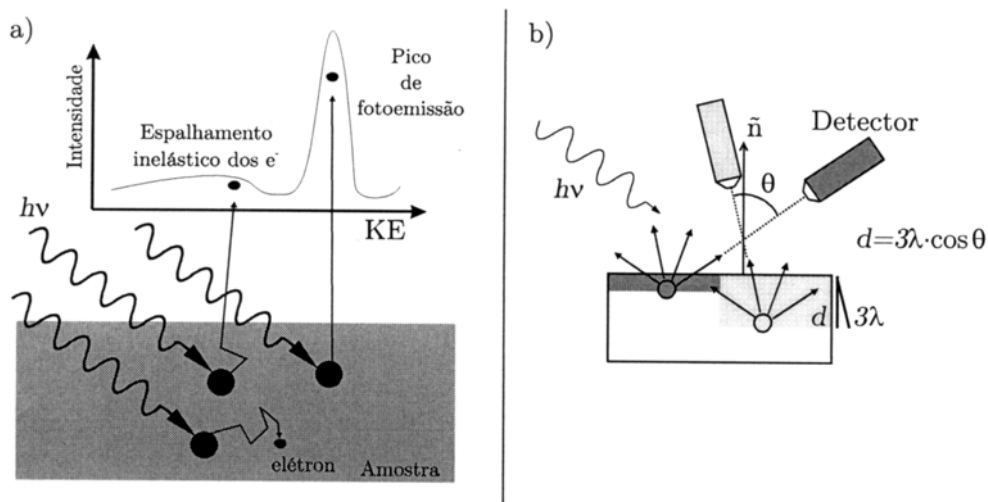 a)
Intensidade
Pico
de
fotoemissão
Espalhamento
inelástico dos e⁻
KE
hν
elétron
Amostra
b)
ñ
Detector
hν
θ
d=3λ·cosθ
d
3λ